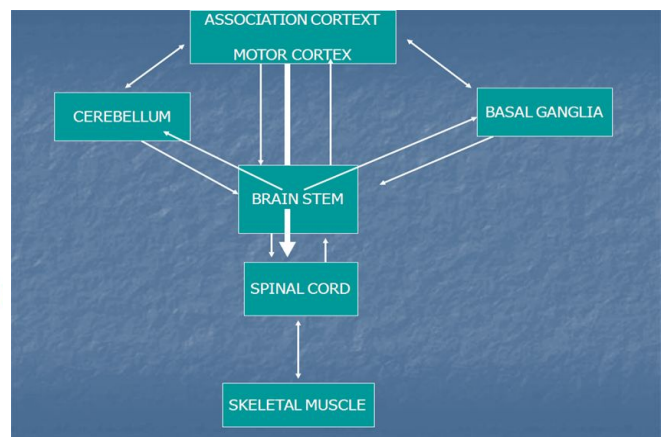 ASSOCIATION CORTEXT
MOTOR CORTEX
CEREBELLUM
BASAL GANGLIA
BRAIN STEM
SPINAL CORD
SKELETAL MUSCLE